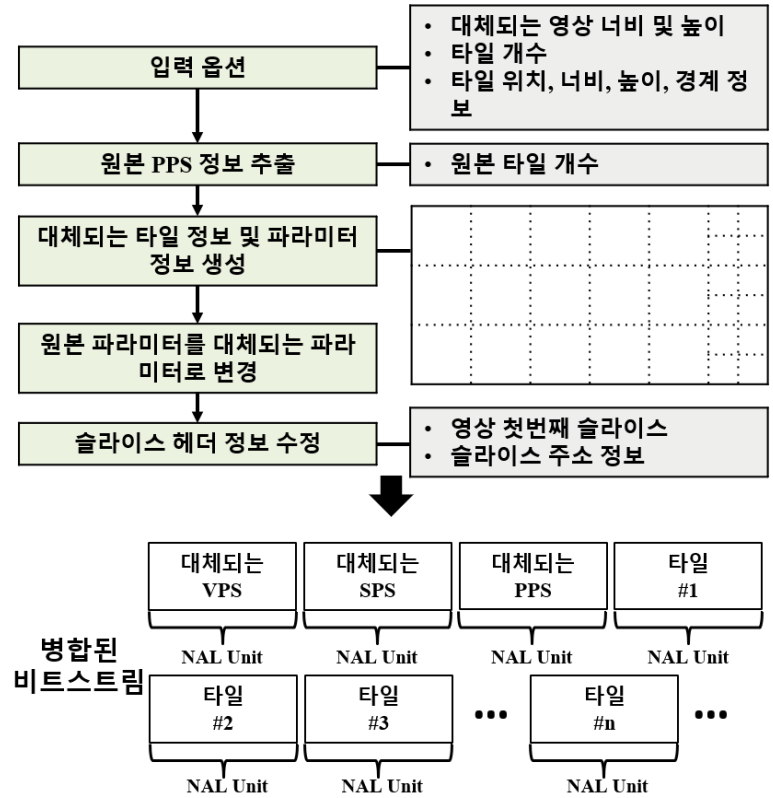 입력 옵션
• 대체되는 영상 너비 및 높이
• 타일 개수
• 타일 위치, 너비, 높이, 경계 정
보
원본 PPS 정보 추출
• 원본 타일 개수
대체되는 타일 정보 및 파라미터
정보 생성
원본 파라미터를 대체되는 파라
미터로 변경
슬라이스 헤더 정보 수정
• 영상 첫번째 슬라이스
• 슬라이스 주소 정보
병합된
비트스트림
대체되는
VPS
NAL Unit
대체되는
SPS
NAL Unit
대체되는
PPS
NAL Unit
타일
#1
NAL Unit
타일
#2
NAL Unit
타일
#3
NAL Unit
•••
타일
#n
NAL Unit
•••